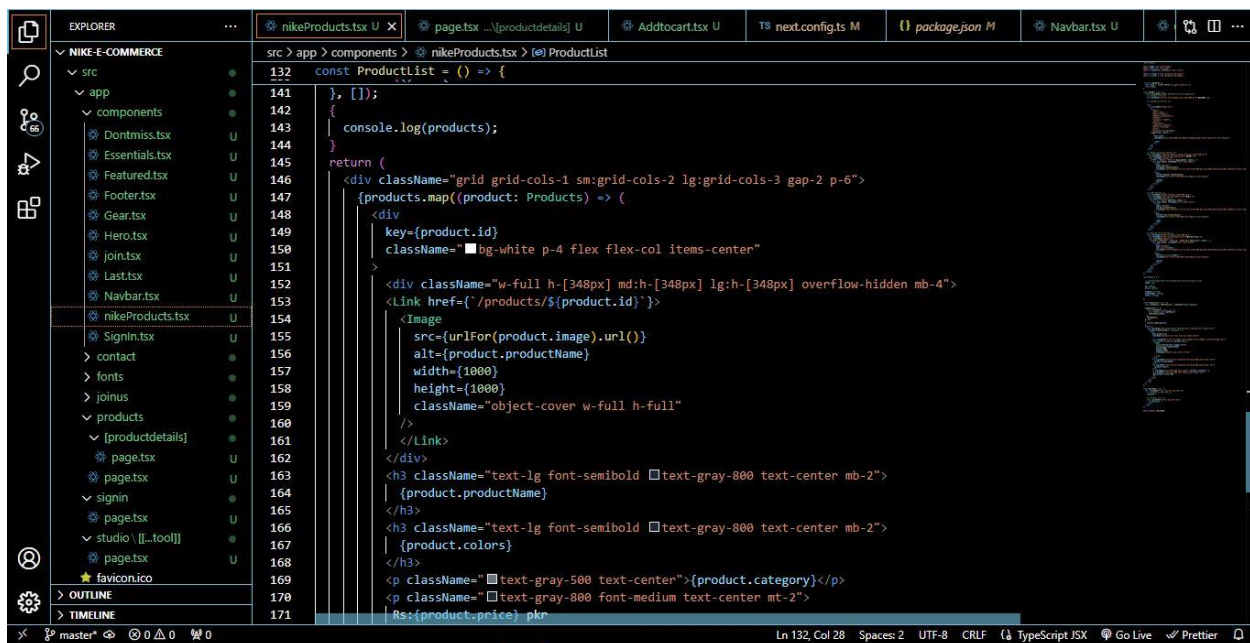 EXPLORER ...
nikeProducts.tsx U
page.tsx ...\[productdetails] U
Addtocart.tsx U
TS next.config.ts M
{} package.json M
Navbar.tsx U
NIKE-E-COMMERCE
src > app > components > nikeProducts.tsx > ProductList
src
app
components
Dontmiss.tsx U
Essentials.tsx U
Featured.tsx U
Footer.tsx U
Gear.tsx U
Hero.tsx U
join.tsx U
Last.tsx U
Navbar.tsx U
nikeProducts.tsx U
SignIn.tsx U
contact
fonts
joinus
products
[productdetails]
page.tsx U
page.tsx U
signin
page.tsx U
studio \ [[...tool]]
page.tsx U
favicon.ico
OUTLINE
TIMELINE
66
132 const ProductList = () => {
141 }, []);
142 {
143 console.log(products);
144 }
145 return (
146 <div className="grid grid-cols-1 sm:grid-cols-2 lg:grid-cols-3 gap-2 p-6">
147 {products.map((product: Products) => (
148 <div
149 key={product.id}
150 className="bg-white p-4 flex flex-col items-center"
151 >
152 <div className="w-full h-[348px] md:h-[348px] lg:h-[348px] overflow-hidden mb-4">
153 <Link href={`/products/${product.id}`}>
154 <Image
155 src={urlFor(product.image).url()}
156 alt={product.productName}
157 width={1000}
158 height={1000}
159 className="object-cover w-full h-full"
160 />
161 </Link>
162 </div>
163 <h3 className="text-lg font-semibold text-gray-800 text-center mb-2">
164 {product.productName}
165 </h3>
166 <h3 className="text-lg font-semibold text-gray-800 text-center mb-2">
167 {product.colors}
168 </h3>
169 <p className="text-gray-500 text-center">{product.category}</p>
170 <p className="text-gray-800 font-medium text-center mt-2">
171 Rs:{product.price} pkr
master* 0 0 0 Ln 132, Col 28 Spaces: 2 UTF-8 CRLF TypeScript JSX Go Live Prettier